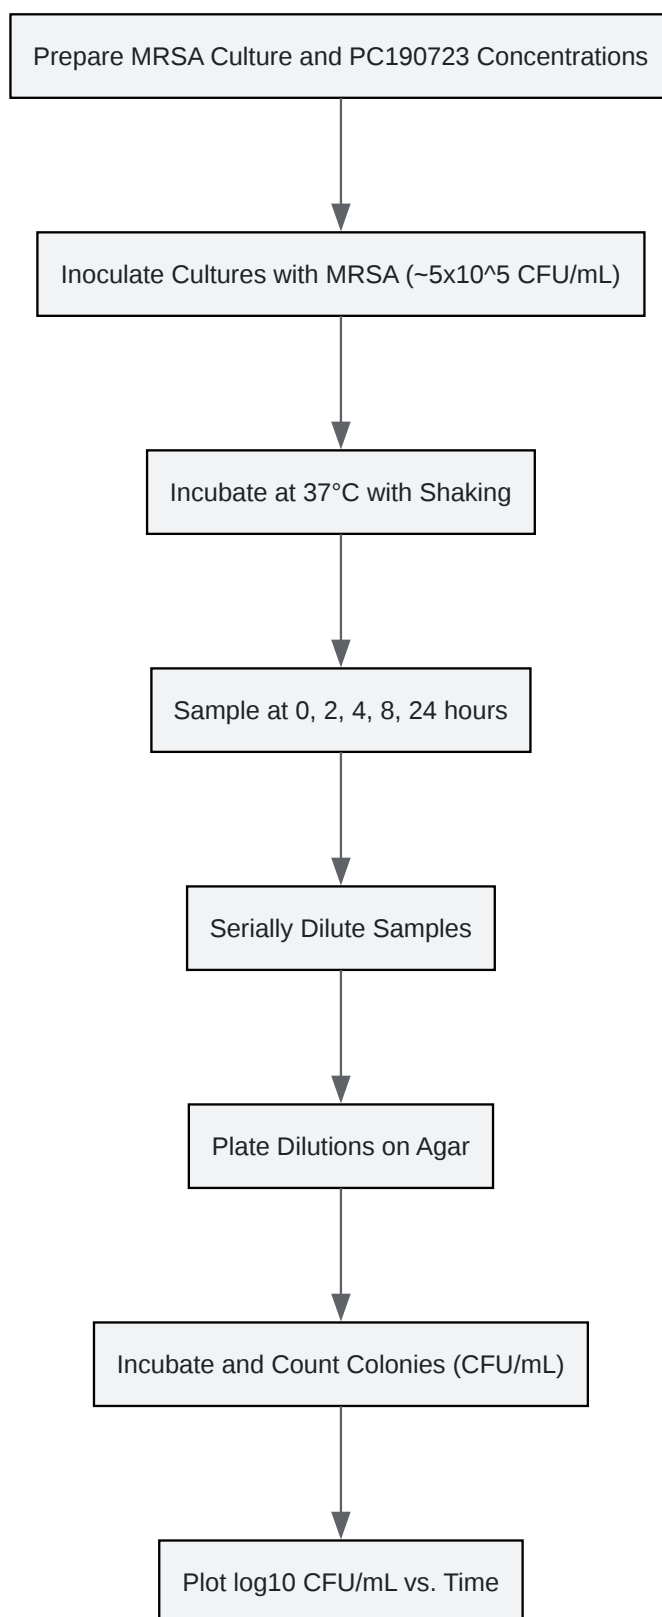 Prepare MRSA Culture and PC190723 Concentrations
Inoculate Cultures with MRSA (~5x10^5 CFU/mL)
Incubate at 37°C with Shaking
Sample at 0, 2, 4, 8, 24 hours
Serially Dilute Samples
Plate Dilutions on Agar
Incubate and Count Colonies (CFU/mL)
Plot log10 CFU/mL vs. Time